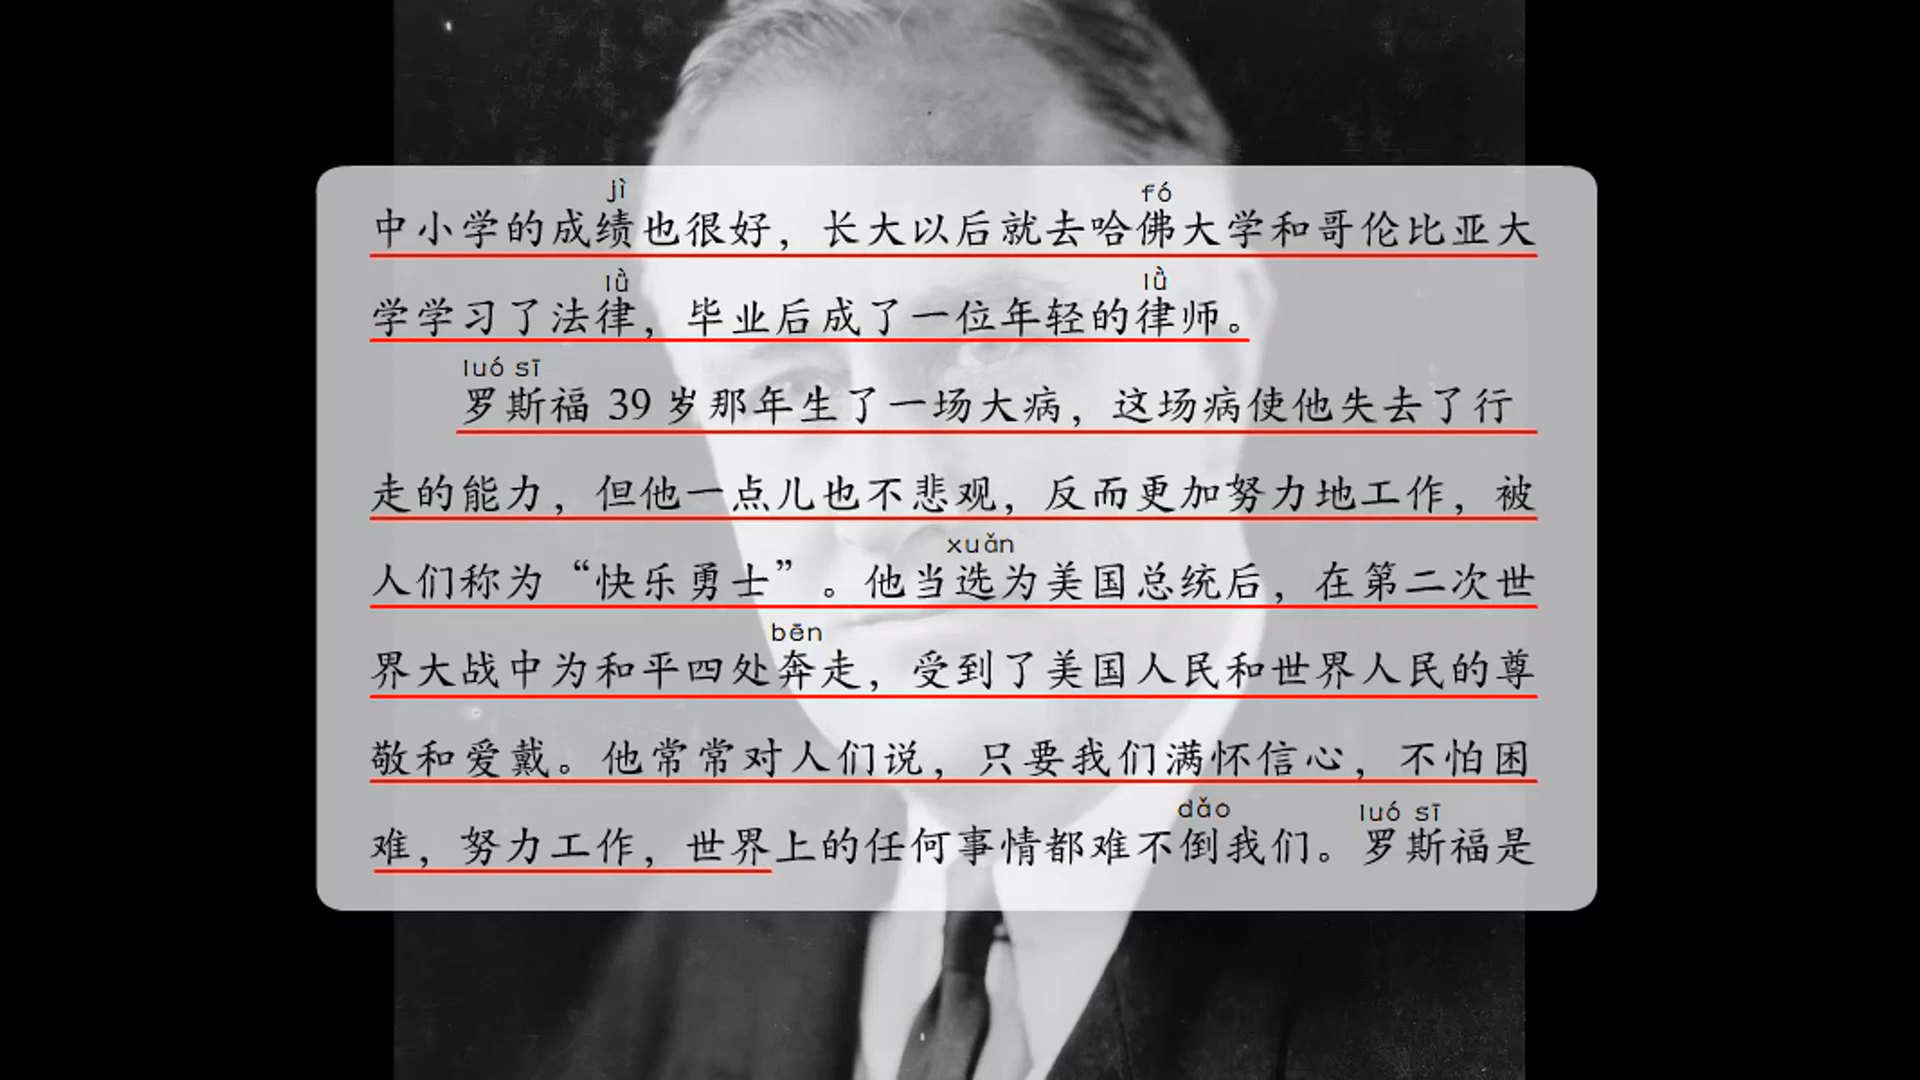 jì fó
中小学的成绩也很好，长大以后就去哈佛大学和哥伦比亚大
lǜ lǜ
学学习了法律，毕业后成了一位年轻的律师。
luó sī
罗斯福 39 岁那年生了一场大病，这场病使他失去了行
走的能力，但他一点儿也不悲观，反而更加努力地工作，被
xuǎn
人们称为“快乐勇士”。他当选为美国总统后，在第二次世
bēn
界大战中为和平四处奔走，受到了美国人民和世界人民的尊
敬和爱戴。他常常对人们说，只要我们满怀信心，不怕困
dǎo luó sī
难，努力工作，世界上的任何事情都难不倒我们。罗斯福是